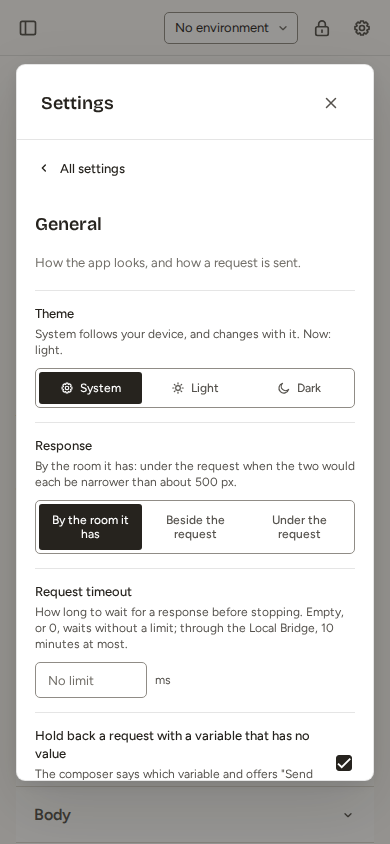 No environment
Settings
All settings
General
How the app looks, and how a request is sent.
Theme
System follows your device, and changes with it. Now:
light.
System Light Dark
Response
By the room it has: under the request when the two would
each be narrower than about 500 px.
By the room it
has
Beside the
request
Under the
request
Request timeout
How long to wait for a response before stopping. Empty,
or 0, waits without a limit; through the Local Bridge, 10
minutes at most.
No limit ms
Hold back a request with a variable that has no
value
The composer says which variable and offers "Send
Body